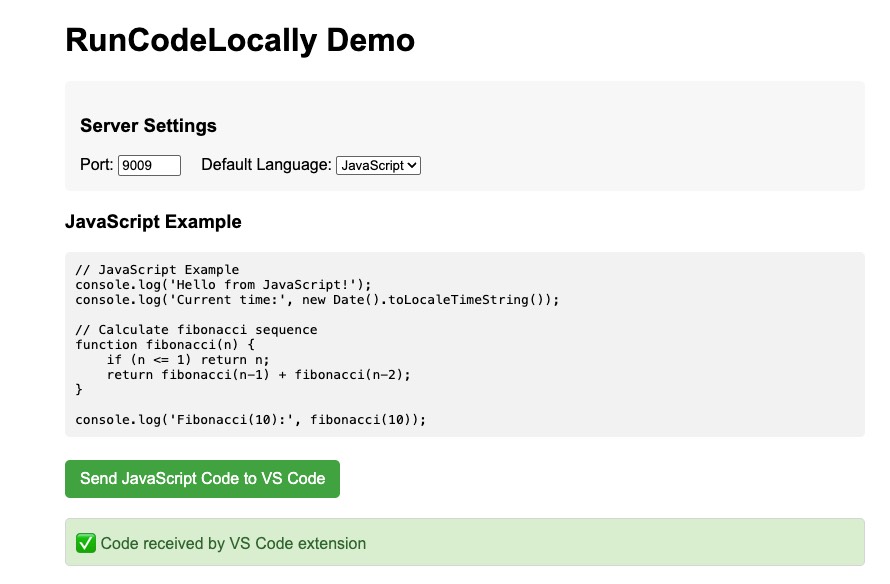 RunCodeLocally Demo
Server Settings
Port: 9009 Default Language: JavaScript
JavaScript Example
// JavaScript Example
console.log('Hello from JavaScript!');
console.log('Current time:', new Date().toLocaleTimeString());
// Calculate fibonacci sequence
function fibonacci(n) {
    if (n <= 1) return n;
    return fibonacci(n-1) + fibonacci(n-2);
}
console.log('Fibonacci(10):', fibonacci(10));
Send JavaScript Code to VS Code
✅ Code received by VS Code extension